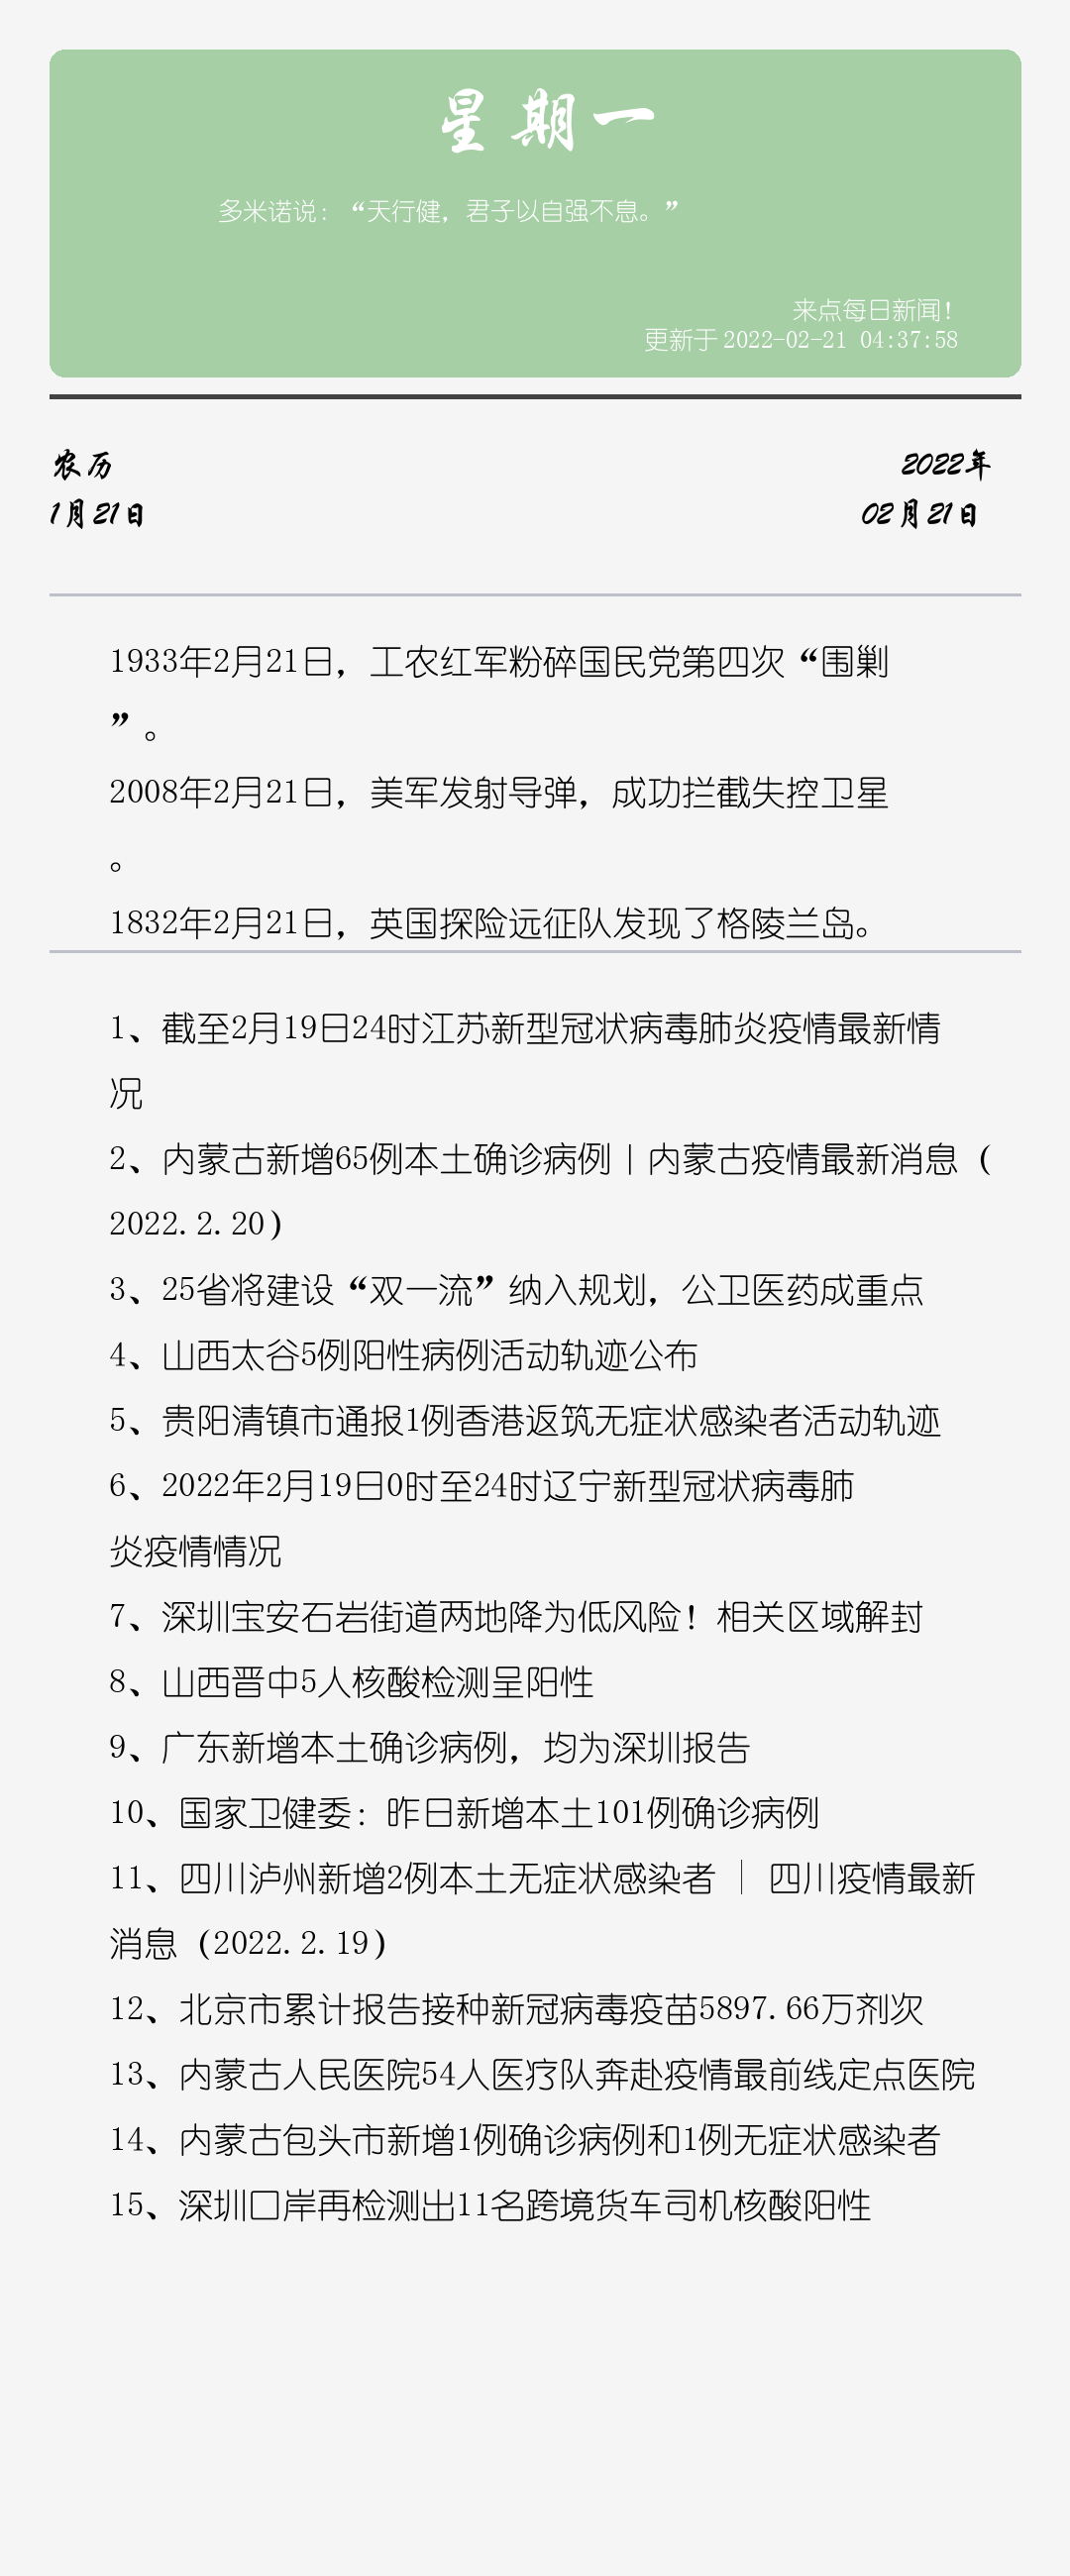 星期一
多米诺说：“天行健，君子以自强不息。”
来点每日新闻！
更新于 2022-02-21 04:37:58
农历
2022年
1月21日
02月21日
1933年2月21日，工农红军粉碎国民党第四次“围剿
”。
2008年2月21日，美军发射导弹，成功拦截失控卫星
。
1832年2月21日，英国探险远征队发现了格陵兰岛。
1、截至2月19日24时江苏新型冠状病毒肺炎疫情最新情
况
2、内蒙古新增65例本土确诊病例丨内蒙古疫情最新消息（
2022.2.20）
3、25省将建设“双一流”纳入规划，公卫医药成重点
4、山西太谷5例阳性病例活动轨迹公布
5、贵阳清镇市通报1例香港返筑无症状感染者活动轨迹
6、2022年2月19日0时至24时辽宁新型冠状病毒肺
炎疫情情况
7、深圳宝安石岩街道两地降为低风险！相关区域解封
8、山西晋中5人核酸检测呈阳性
9、广东新增本土确诊病例，均为深圳报告
10、国家卫健委：昨日新增本土101例确诊病例
11、四川泸州新增2例本土无症状感染者 │ 四川疫情最新
消息（2022.2.19）
12、北京市累计报告接种新冠病毒疫苗5897.66万剂次
13、内蒙古人民医院54人医疗队奔赴疫情最前线定点医院
14、内蒙古包头市新增1例确诊病例和1例无症状感染者
15、深圳口岸再检测出11名跨境货车司机核酸阳性